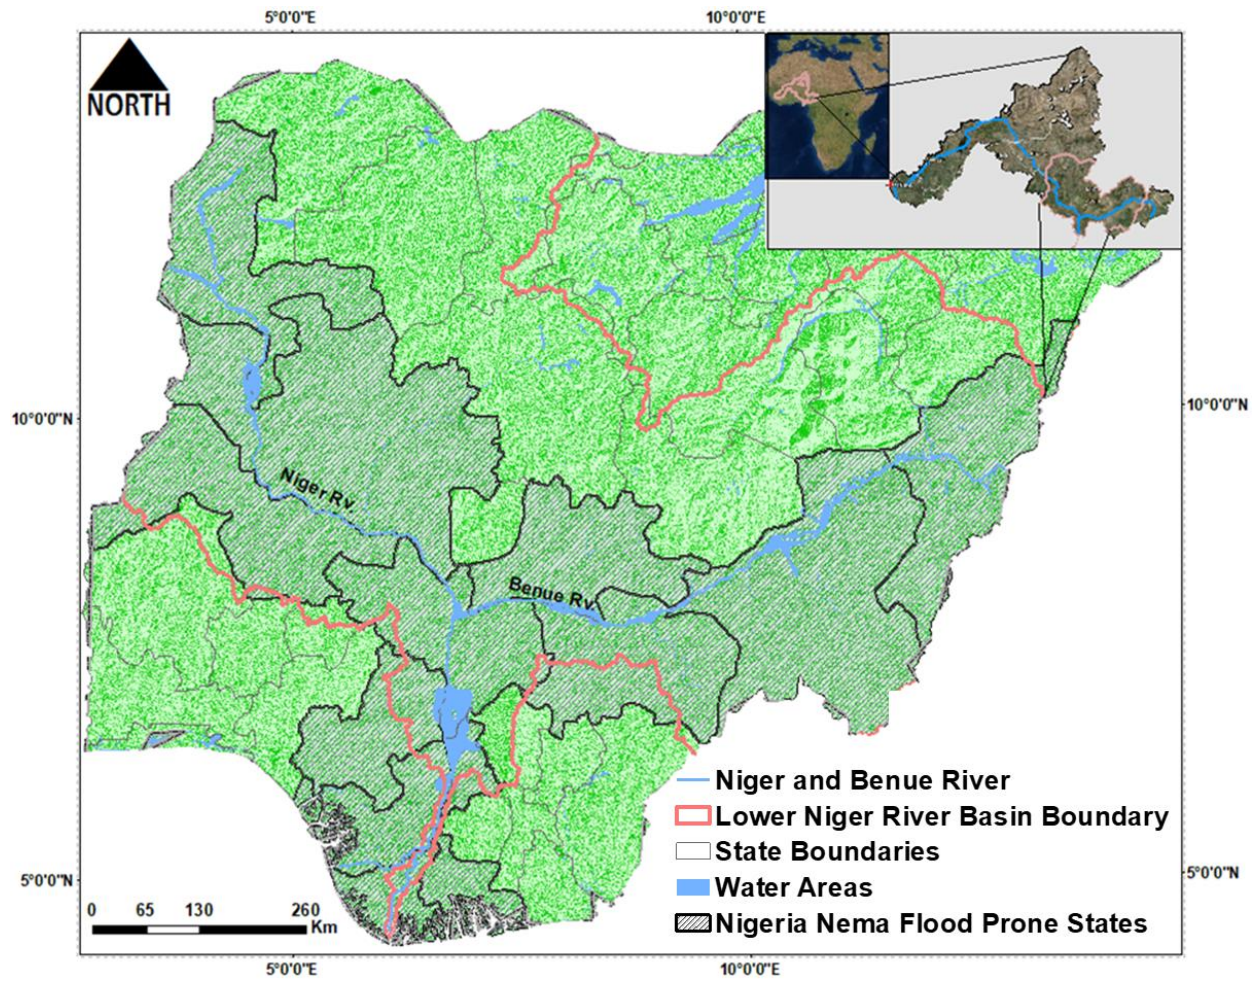 5°0'0"E 10°0'0"E
NORTH
10°0'0"N 10°0'0"N
Niger Rv.
Benue Rv.
Niger and Benue River
Lower Niger River Basin Boundary
State Boundaries
Water Areas
Nigeria Nema Flood Prone States
5°0'0"N 5°0'0"N
0 65 130 260
Km
5°0'0"E 10°0'0"E